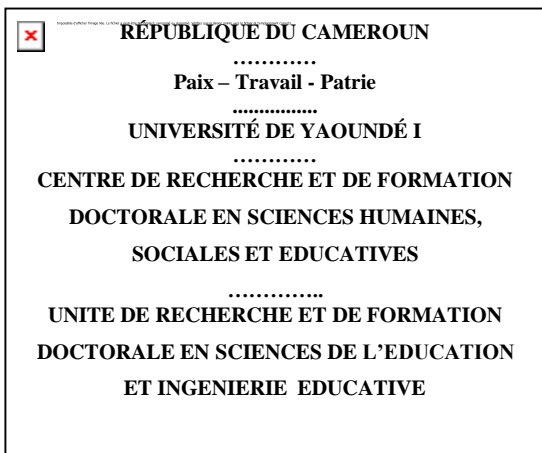 RÉPUBLIQUE DU CAMEROUN
…………
Paix – Travail - Patrie
................
UNIVERSITÉ DE YAOUNDÉ I
…………
CENTRE DE RECHERCHE ET DE FORMATION
DOCTORALE EN SCIENCES HUMAINES,
SOCIALES ET EDUCATIVES
…………..
UNITE DE RECHERCHE ET DE FORMATION
DOCTORALE EN SCIENCES DE L’EDUCATION
ET INGENIERIE EDUCATIVE